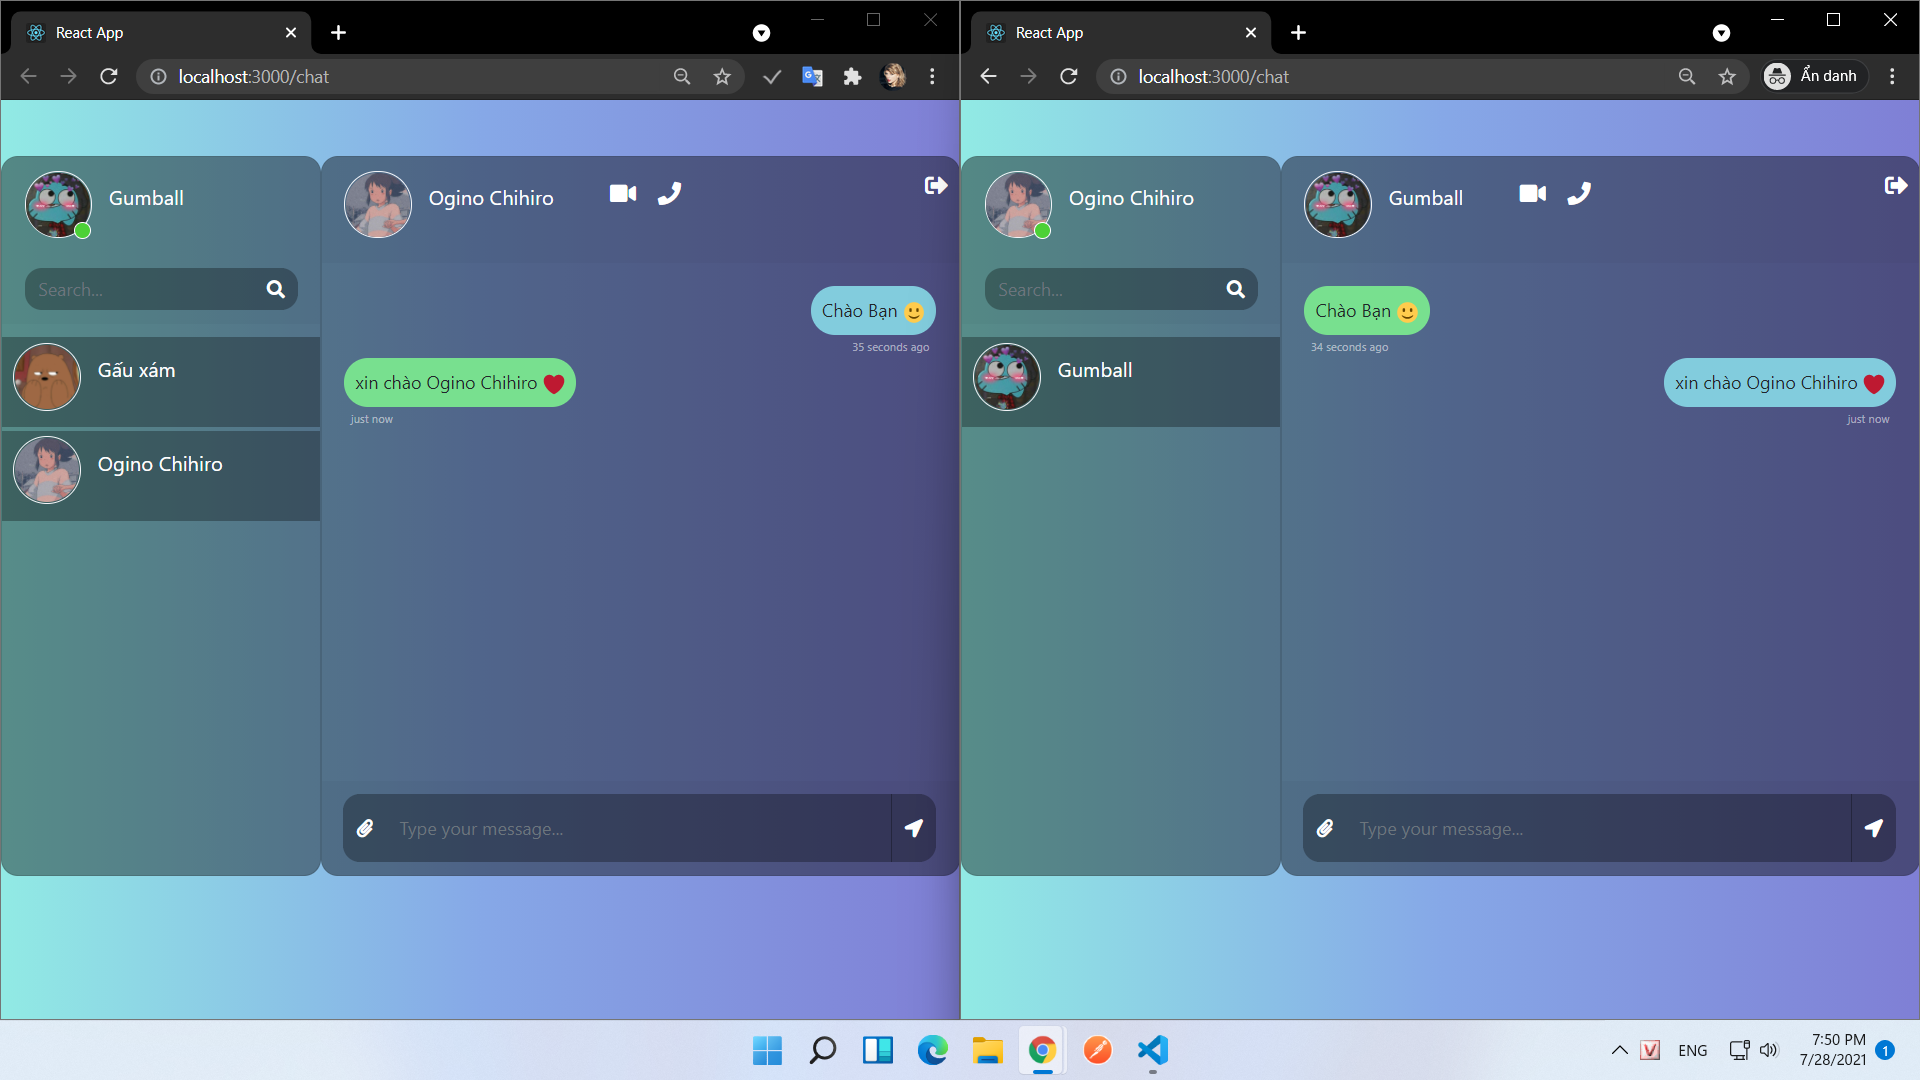 React App
localhost:3000/chat
Gumball
Search...
Gấu xám
Ogino Chihiro
Ogino Chihiro
Chào Bạn 🙂
35 seconds ago
xin chào Ogino Chihiro ❤️
just now
Type your message...
React App
localhost:3000/chat
Ẩn danh
Ogino Chihiro
Search...
Gumball
Gumball
Chào Bạn 🙂
34 seconds ago
xin chào Ogino Chihiro ❤️
just now
Type your message...
ENG
7:50 PM
7/28/2021
1